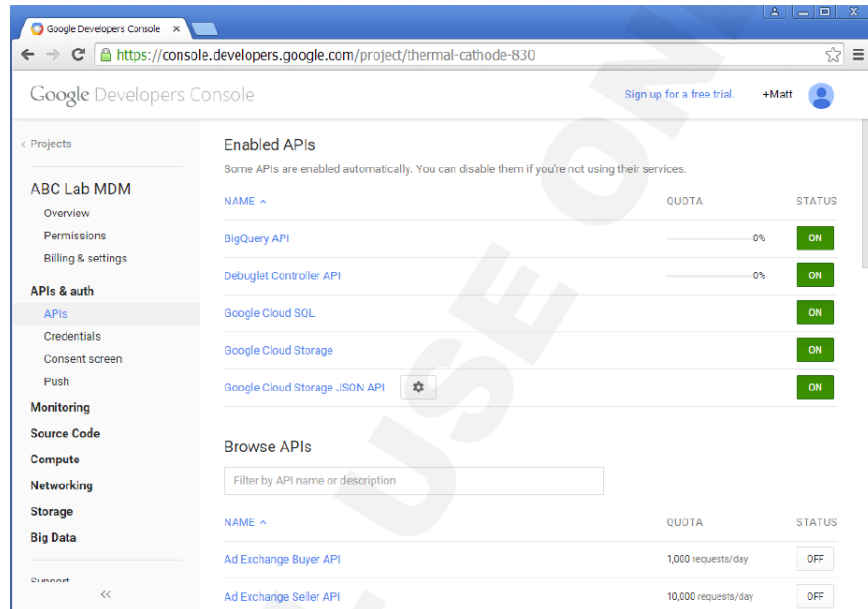 Google Developers Console
https://console.developers.google.com/project/thermal-cathode-830
Google Developers Console
Sign up for a free trial.
+Matt
< Projects
ABC Lab MDM
Overview
Permissions
Billing & settings
APIs & auth
APIs
Credentials
Consent screen
Push
Monitoring
Source Code
Compute
Networking
Storage
Big Data
Support
<<
Enabled APIs
Some APIs are enabled automatically. You can disable them if you're not using their services.
NAME QUOTA STATUS
BigQuery API 0% ON
Debuglet Controller API 0% ON
Google Cloud SQL ON
Google Cloud Storage ON
Google Cloud Storage JSON API ON
Browse APIs
Filter by API name or description
NAME QUOTA STATUS
Ad Exchange Buyer API 1,000 requests/day OFF
Ad Exchange Seller API 10,000 requests/day OFF
USE ON